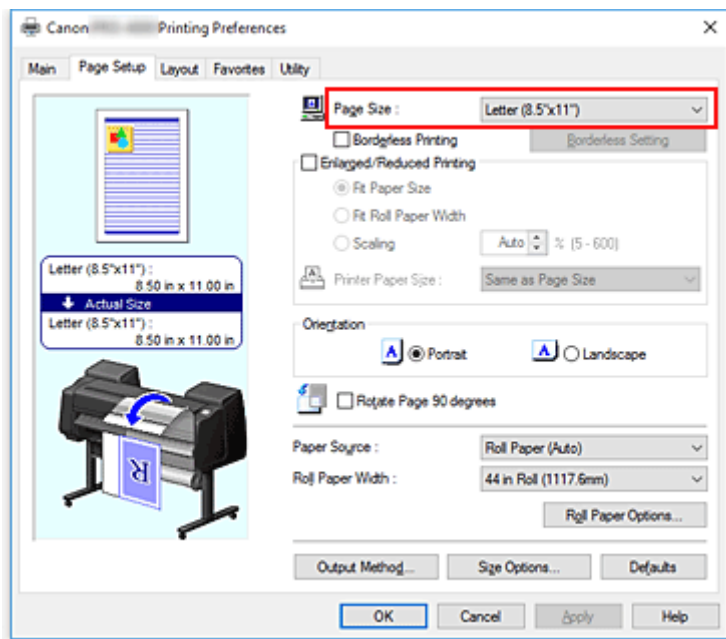 Canon Printing Preferences
Main Page Setup Layout Favorites Utility
Page Size : Letter (8.5"x11")
Borderless Printing Borderless Setting
Enlarged/Reduced Printing
Fit Paper Size
Fit Roll Paper Width
Scaling Auto % (5 - 600)
Printer Paper Size : Same as Page Size
Letter (8.5"x11") :
8.50 in x 11.00 in
Actual Size
Letter (8.5"x11") :
8.50 in x 11.00 in
Orientation
A Portrait A Landscape
Rotate Page 90 degrees
R
Paper Source : Roll Paper (Auto)
Roll Paper Width : 44 in Roll (1117.6mm)
Roll Paper Options...
Output Method... Size Options... Defaults
OK Cancel Apply Help